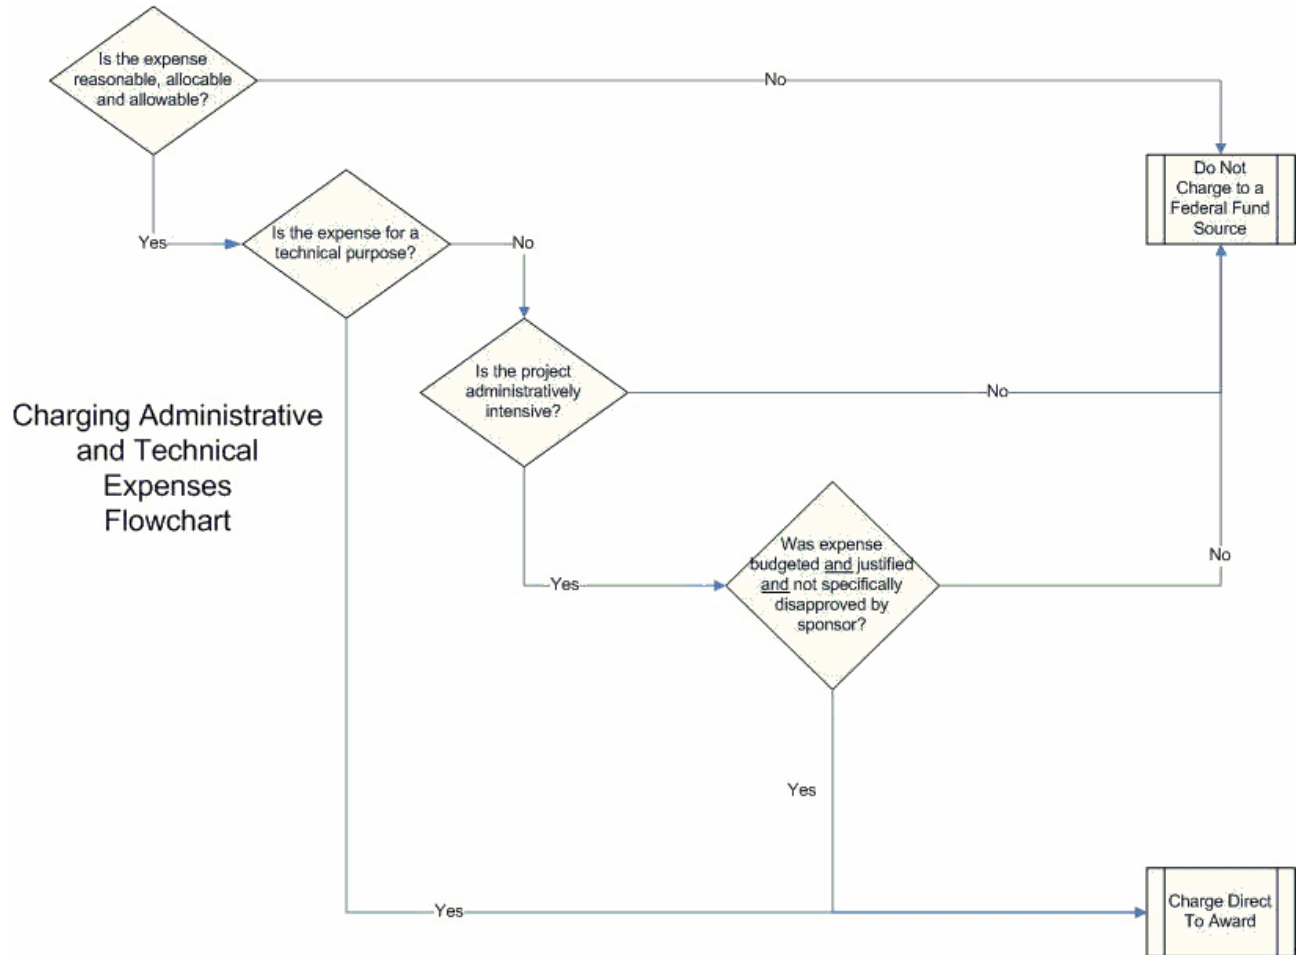 Is the expense
reasonable, allocable
and allowable?
No
Do Not
Charge to a
Federal Fund
Source
Yes
Is the expense for a
technical purpose?
No
Is the project
administratively
intensive?
No
Charging Administrative
and Technical
Expenses
Flowchart
Was expense
budgeted and justified
and not specifically
disapproved by
sponsor?
No
Yes
Yes
Yes
Charge Direct
To Award